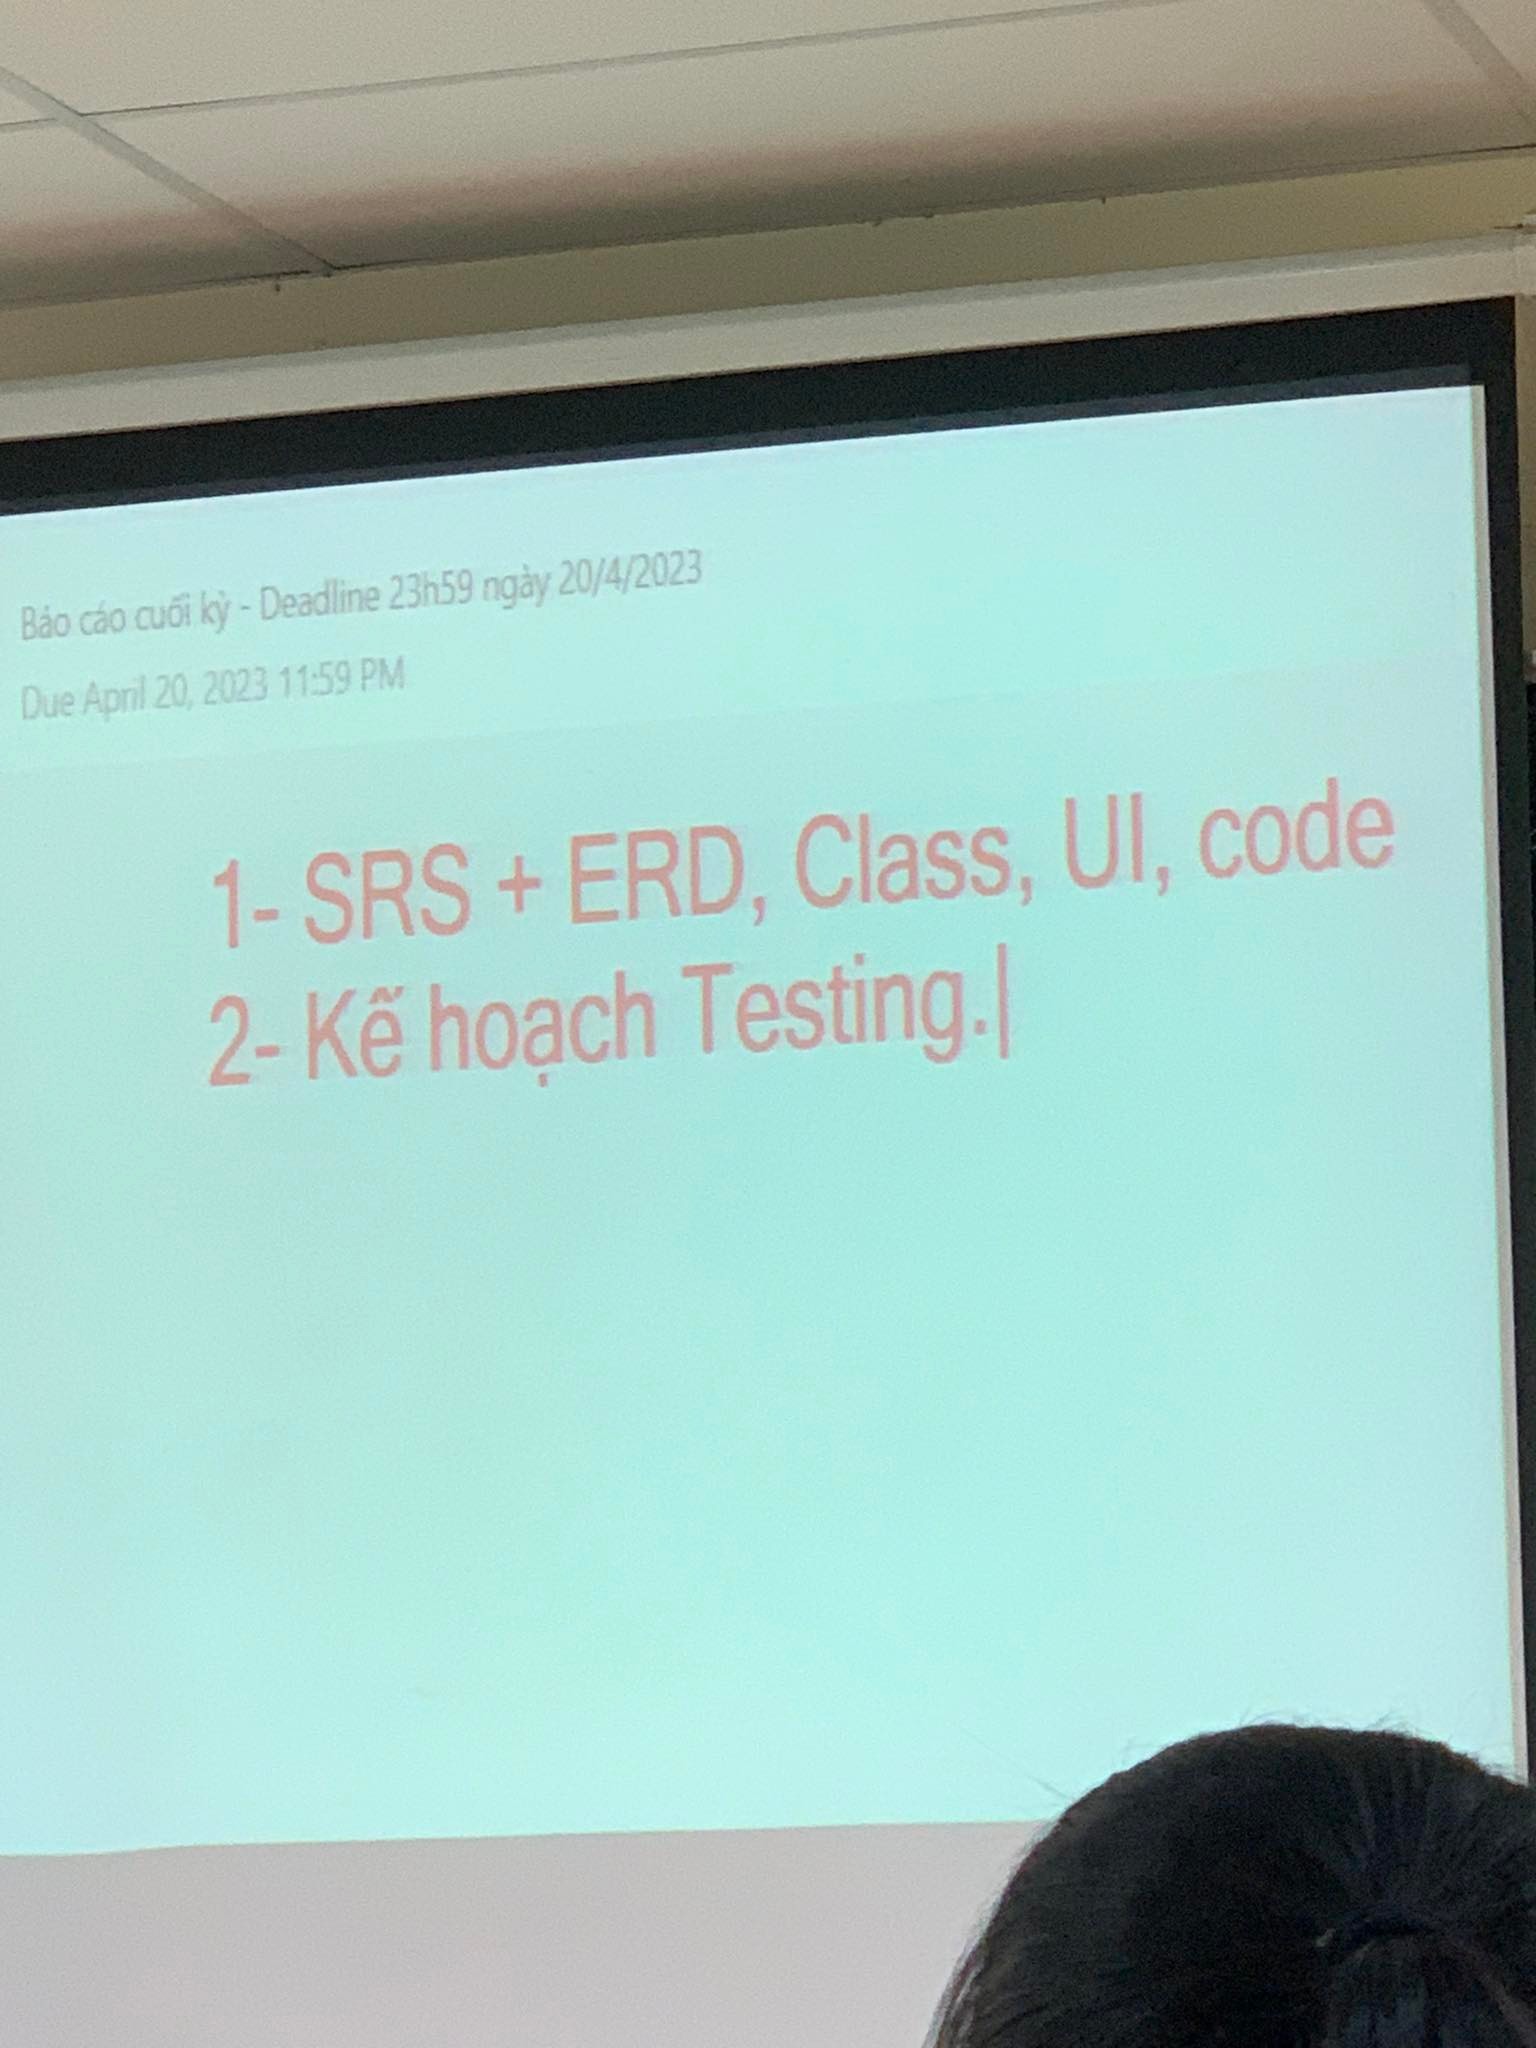 Báo cáo cuối kỳ - Deadline 23h59 ngày 20/4/2023
Due April 20, 2023 11:59 PM
1- SRS + ERD, Class, UI, code
2- Kễ hoạch Testing.